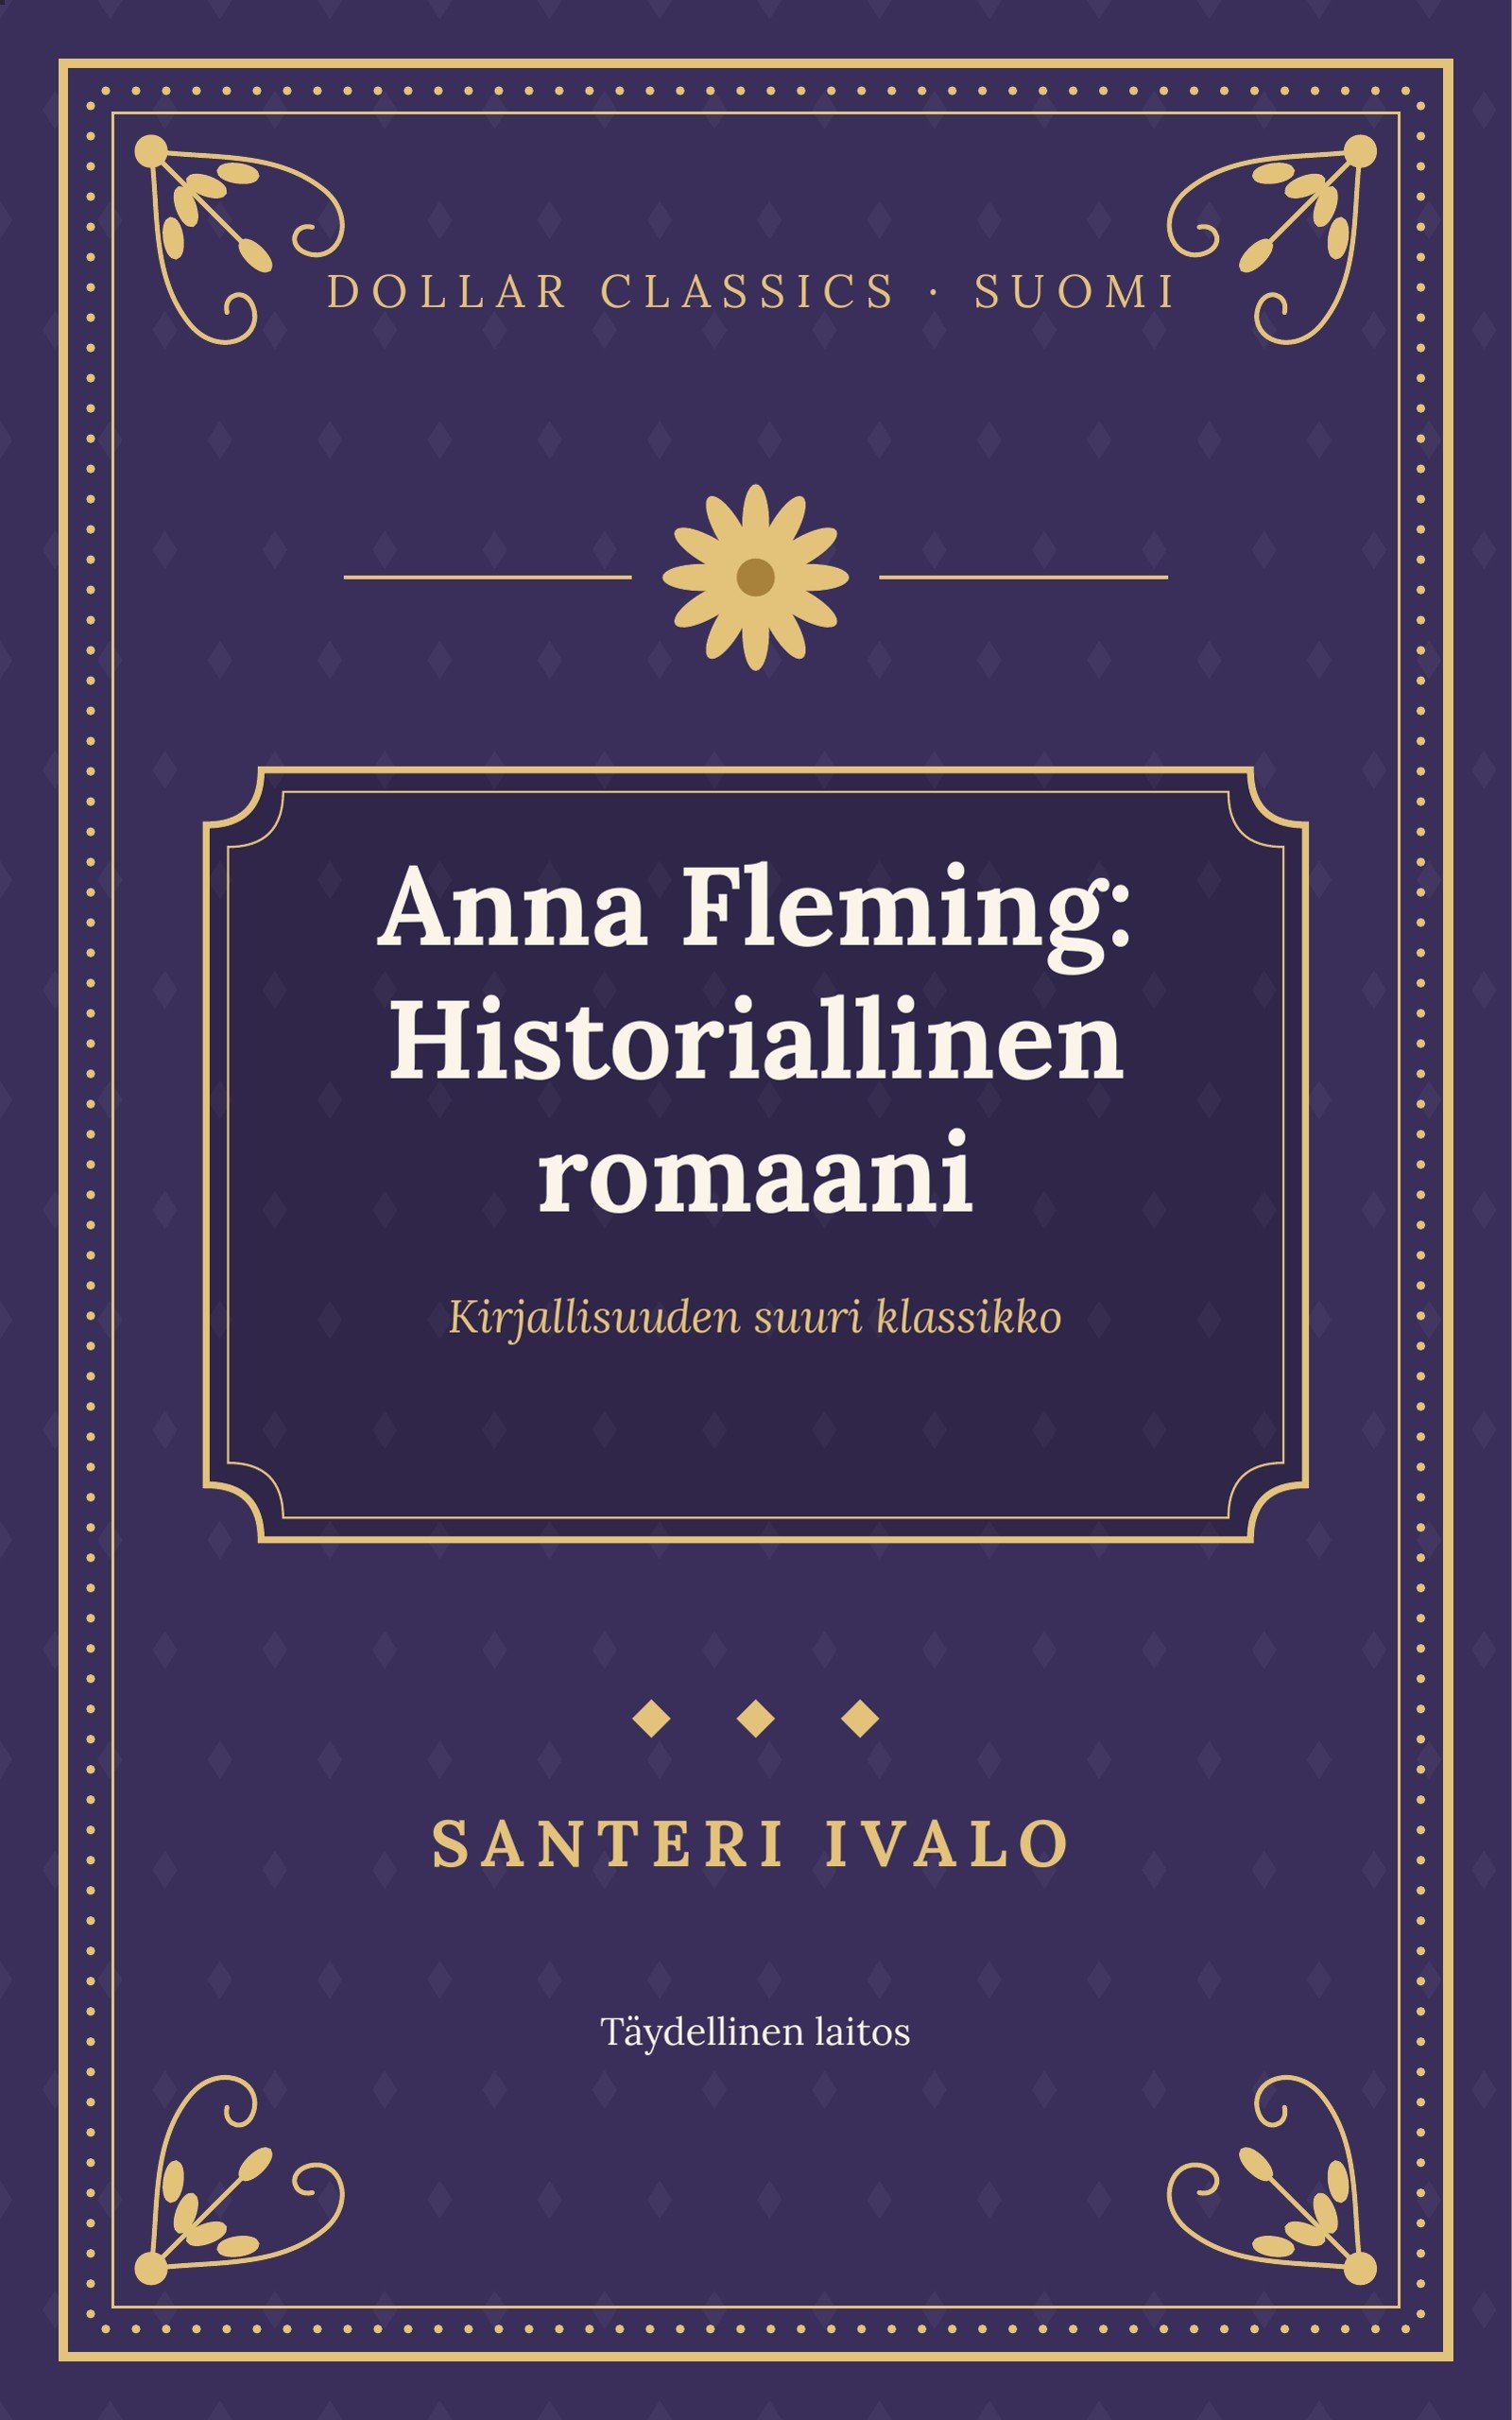 DOLLAR CLASSICS · SUOMI
Anna Fleming:
Historiallinen
romaani
Kirjallisuuden suuri klassikko
SANTERI IVALO
Täydellinen laitos